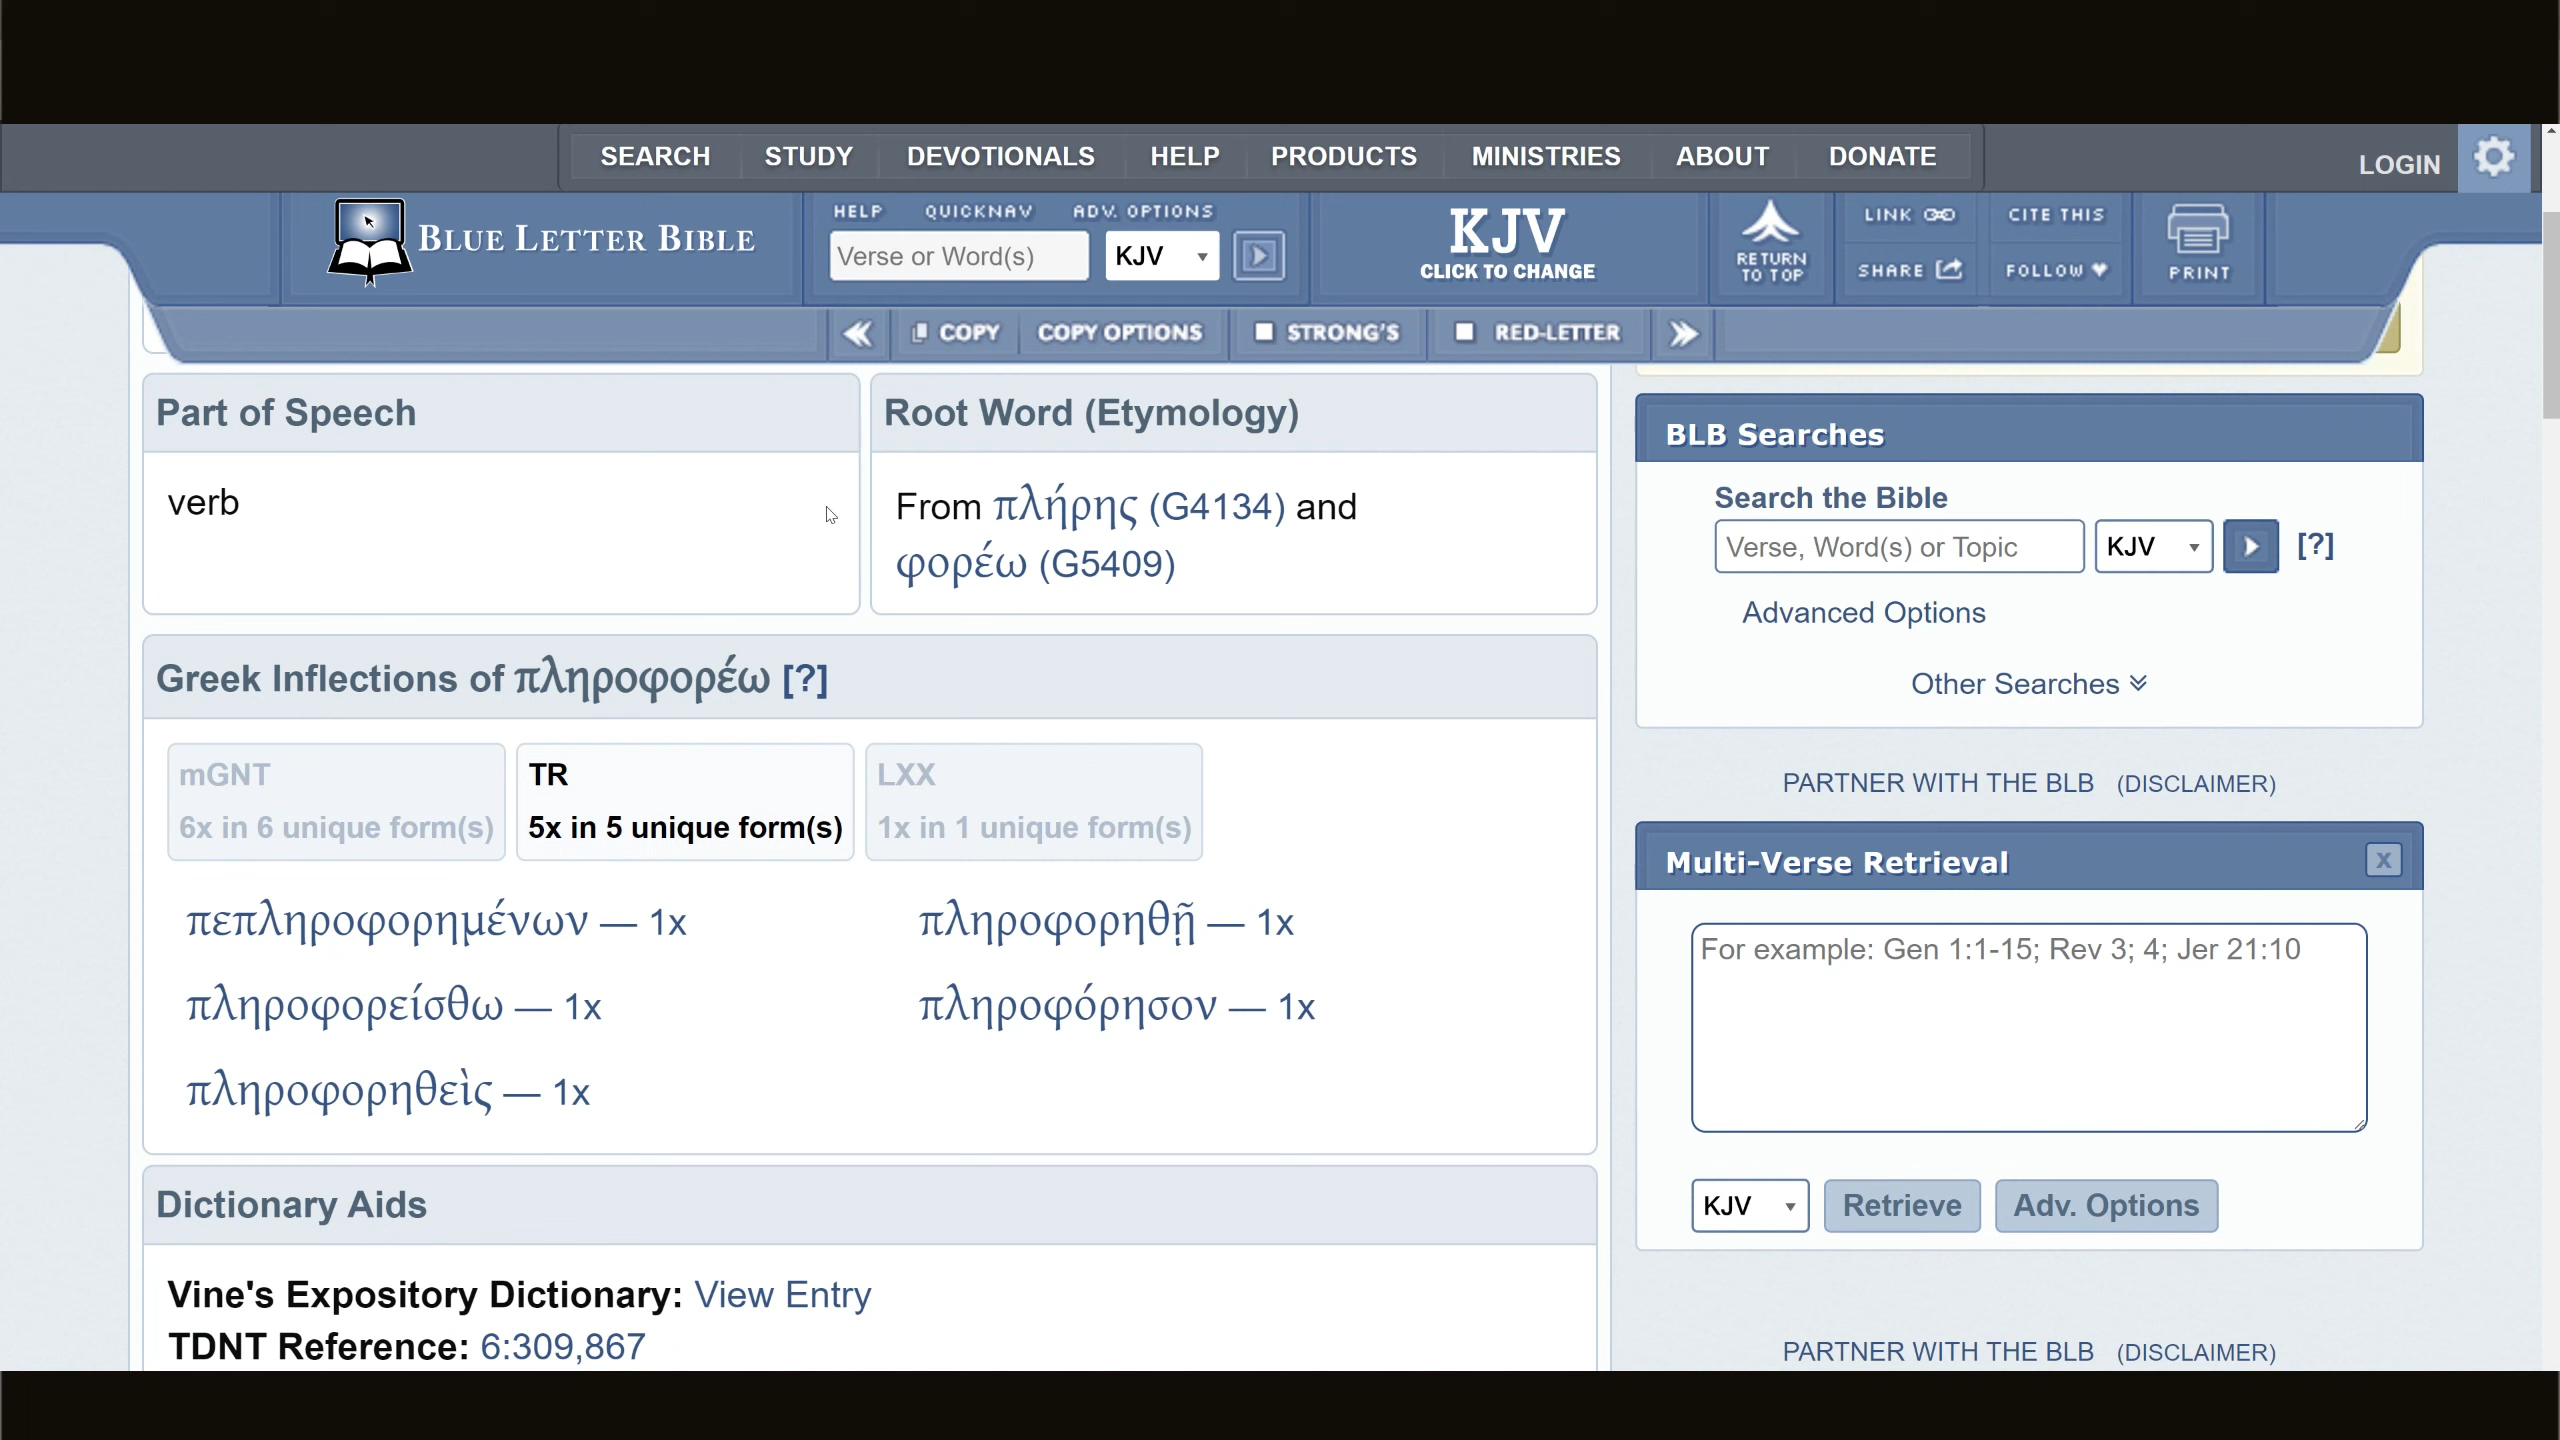 SEARCH STUDY DEVOTIONALS HELP PRODUCTS MINISTRIES ABOUT DONATE LOGIN
BLUE LETTER BIBLE
HELP QUICKNAV ADV. OPTIONS
Verse or Word(s) KJV
KJV
CLICK TO CHANGE
RETURN
TO TOP
LINK CITE THIS
SHARE FOLLOW
PRINT
COPY COPY OPTIONS STRONG'S RED-LETTER
Part of Speech
verb
Root Word (Etymology)
From πλήρης (G4134) and
φορέω (G5409)
Greek Inflections of πληροφορέω [?]
mGNT
6x in 6 unique form(s)
TR
5x in 5 unique form(s)
LXX
1x in 1 unique form(s)
πεπληροφορημένων — 1x
πληροφορηθῇ — 1x
πληροφορείσθω — 1x
πληροφόρησον — 1x
πληροφορηθεὶς — 1x
Dictionary Aids
Vine's Expository Dictionary: View Entry
TDNT Reference: 6:309,867
BLB Searches
Search the Bible
Verse, Word(s) or Topic KJV [?]
Advanced Options
Other Searches
PARTNER WITH THE BLB (DISCLAIMER)
Multi-Verse Retrieval x
For example: Gen 1:1-15; Rev 3; 4; Jer 21:10
KJV Retrieve Adv. Options
PARTNER WITH THE BLB (DISCLAIMER)